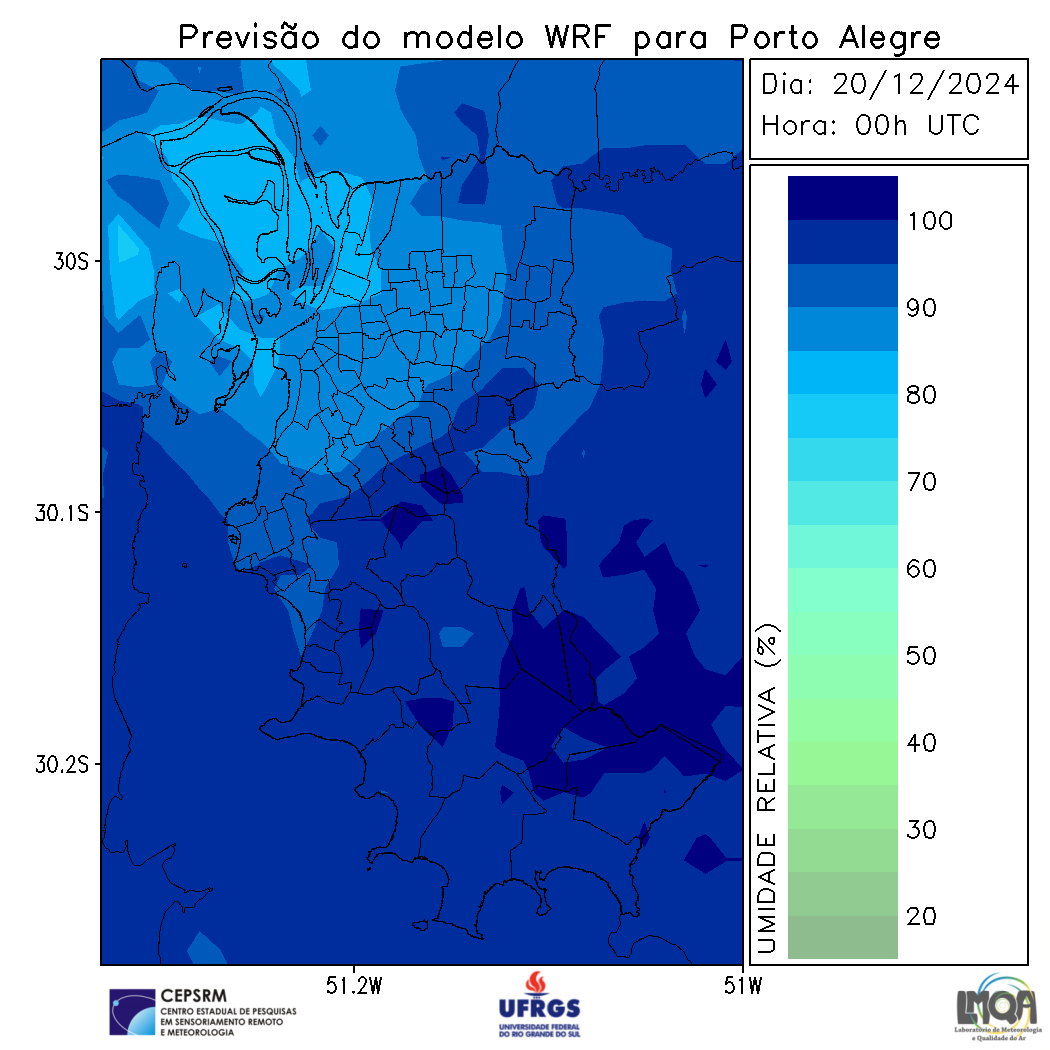 Previsão do modelo WRF para Porto Alegre
Dia: 20/12/2024
Hora: 00h UTC
30S
30.1S
30.2S
51.2W
51W
100
90
80
70
60
50
40
30
20
UMIDADE RELATIVA (%)
CEPSRM
CENTRO ESTADUAL DE PESQUISAS
EM SENSORIAMENTO REMOTO
E METEOROLOGIA
UFRGS
UNIVERSIDADE FEDERAL
DO RIO GRANDE DO SUL
LMQA
Laboratório de Meteorologia
e Qualidade do Ar